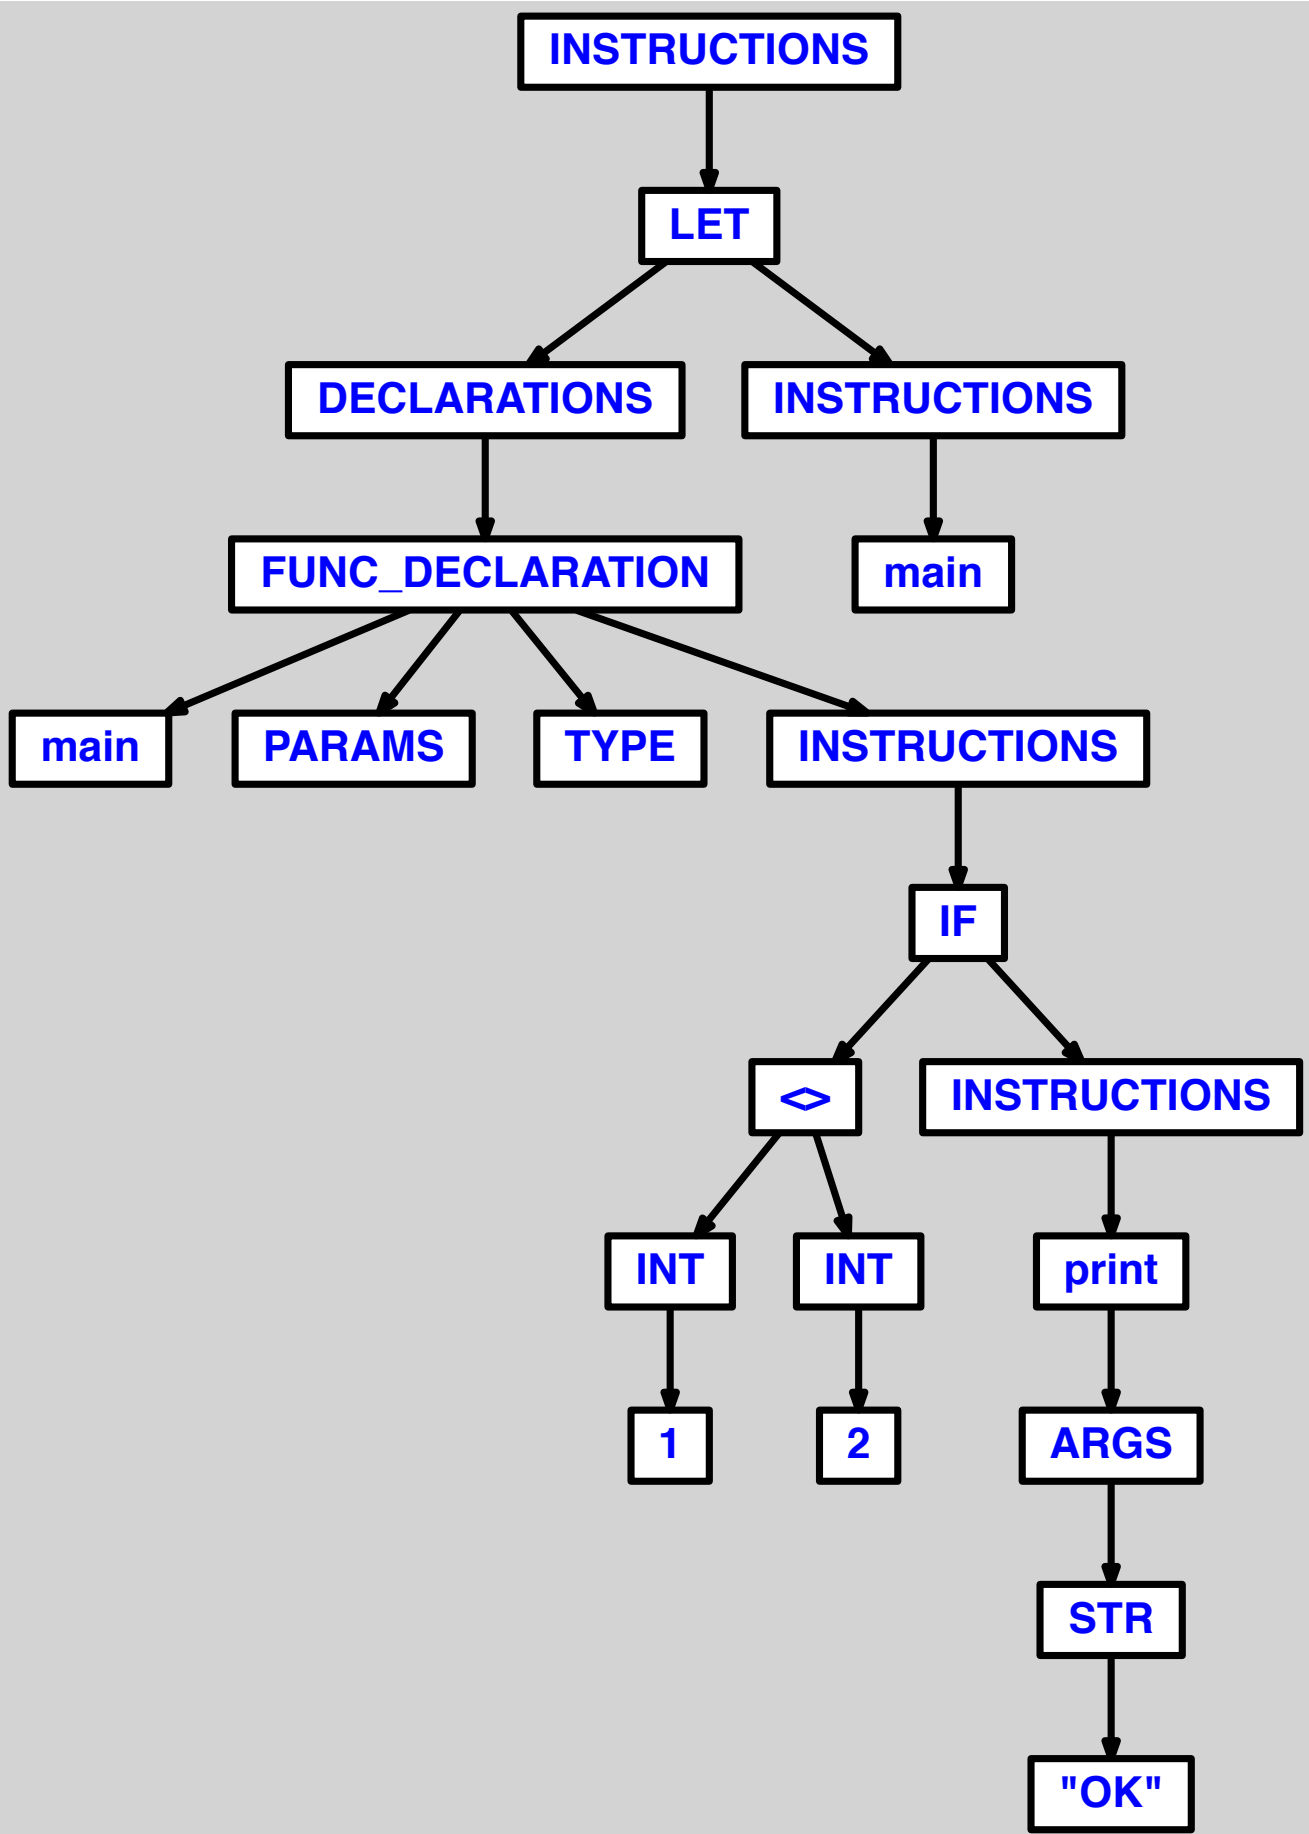 INSTRUCTIONS
LET
DECLARATIONS
INSTRUCTIONS
FUNC_DECLARATION
main
main
PARAMS
TYPE
INSTRUCTIONS
IF
<>
INSTRUCTIONS
INT
INT
print
1
2
ARGS
STR
"OK"